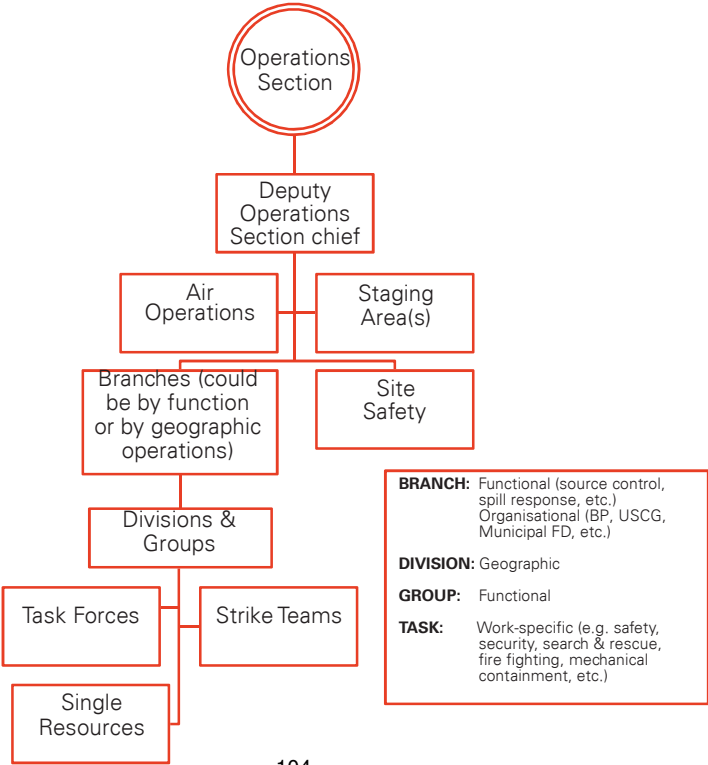 Operations
Section
Deputy
Operations
Section chief
Air
Operations
Staging
Area(s)
Branches (could
be by function
or by geographic
operations)
Site
Safety
Divisions &
Groups
Task Forces
Strike Teams
Single
Resources
BRANCH: Functional (source control,
spill response, etc.)
Organisational (BP, USCG,
Municipal FD, etc.)
DIVISION: Geographic
GROUP: Functional
TASK: Work-specific (e.g. safety,
security, search & rescue,
fire fighting, mechanical
containment, etc.)